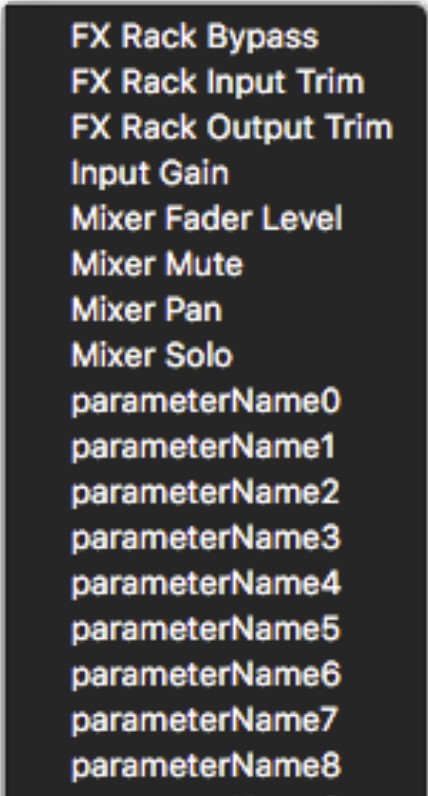 FX Rack Bypass
FX Rack Input Trim
FX Rack Output Trim
Input Gain
Mixer Fader Level
Mixer Mute
Mixer Pan
Mixer Solo
parameterName0
parameterName1
parameterName2
parameterName3
parameterName4
parameterName5
parameterName6
parameterName7
parameterName8